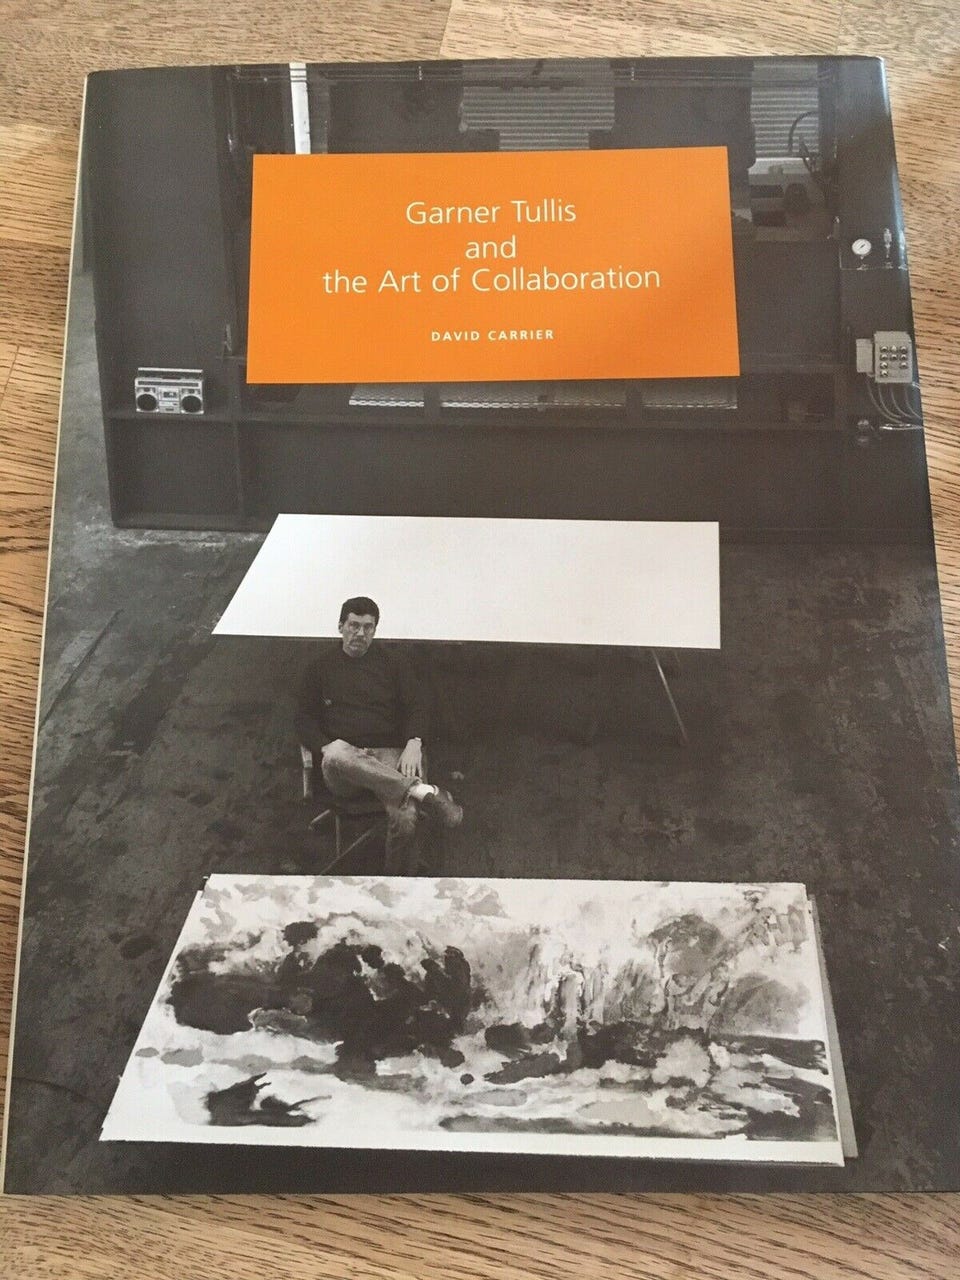 Garner Tullis
and
the Art of Collaboration
DAVID CARRIER